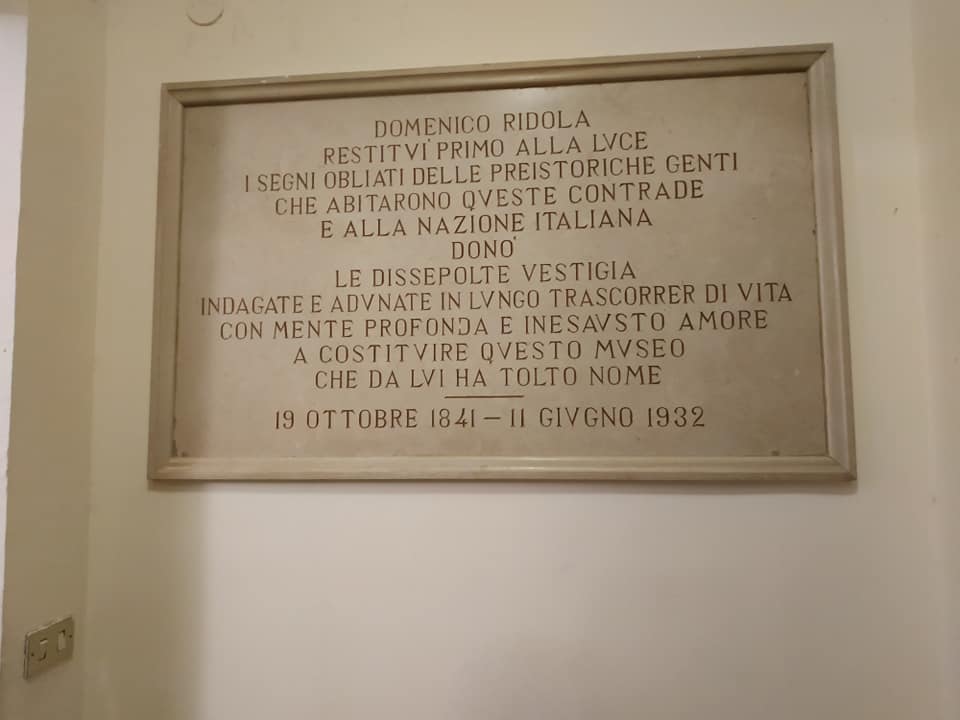 DOMENICO RIDOLA
RESTITVI' PRIMO ALLA LVCE
I SEGNI OBLIATI DELLE PREISTORICHE GENTI
CHE ABITARONO QVESTE CONTRADE
E ALLA NAZIONE ITALIANA
DONO'
LE DISSEPOLTE VESTIGIA
INDAGATE E ADVNATE IN LVNGO TRASCORRER DI VITA
CON MENTE PROFONDA E INESAVSTO AMORE
A COSTITVIRE QVESTO MVSEO
CHE DA LVI HA TOLTO NOME
19 OTTOBRE 1841 – 11 GIVGNO 1932